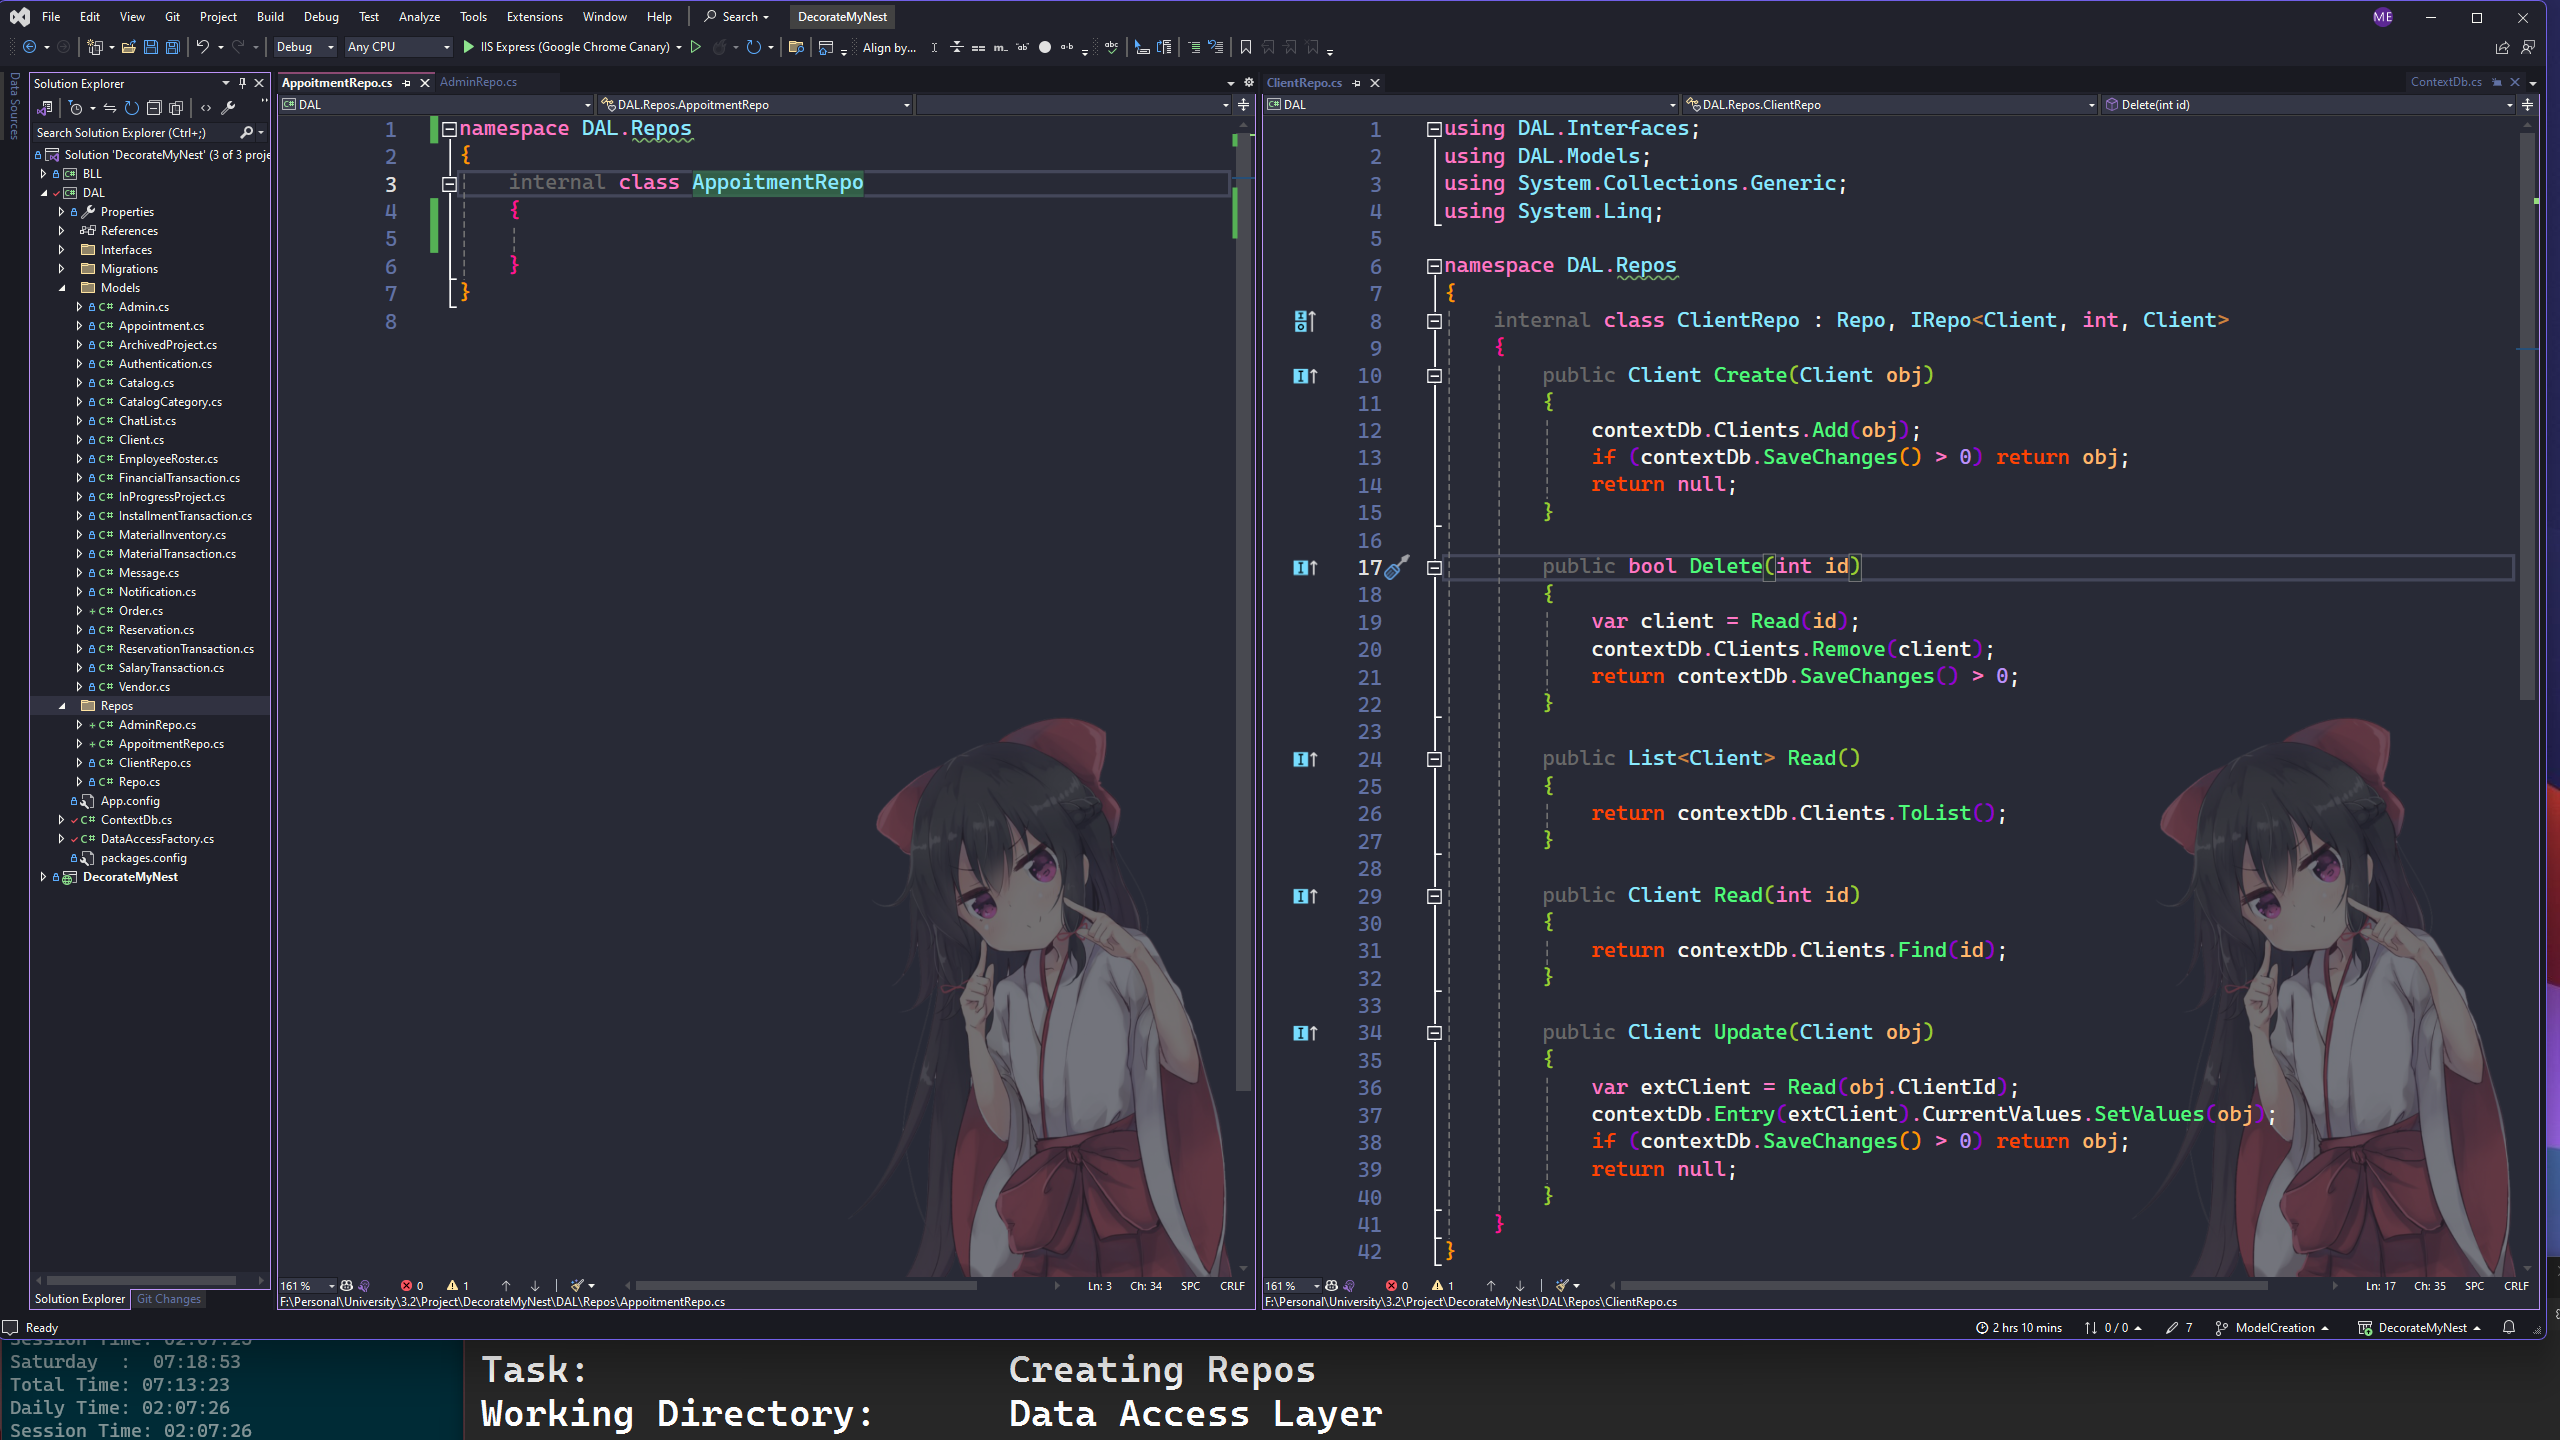 File Edit View Git Project Build Debug Test Analyze Tools Extensions Window Help Search DecorateMyNest ME
Debug Any CPU IIS Express (Google Chrome Canary) Align by...
Data Sources
Solution Explorer
Search Solution Explorer (Ctrl+;)
Solution 'DecorateMyNest' (3 of 3 proje
BLL
DAL
Properties
References
Interfaces
Migrations
Models
C# Admin.cs
C# Appointment.cs
C# ArchivedProject.cs
C# Authentication.cs
C# Catalog.cs
C# CatalogCategory.cs
C# ChatList.cs
C# Client.cs
C# EmployeeRoster.cs
C# FinancialTransaction.cs
C# InProgressProject.cs
C# InstallmentTransaction.cs
C# MaterialInventory.cs
C# MaterialTransaction.cs
C# Message.cs
C# Notification.cs
+ C# Order.cs
C# Reservation.cs
C# ReservationTransaction.cs
C# SalaryTransaction.cs
C# Vendor.cs
Repos
+ C# AdminRepo.cs
+ C# AppoitmentRepo.cs
C# ClientRepo.cs
C# Repo.cs
App.config
C# ContextDb.cs
C# DataAccessFactory.cs
packages.config
DecorateMyNest
Solution Explorer Git Changes
AppoitmentRepo.cs AdminRepo.cs
DAL DAL.Repos.AppoitmentRepo
1 namespace DAL.Repos
2 {
3 internal class AppoitmentRepo
4 {
5
6 }
7 }
8
161 % 0 1 Ln: 3 Ch: 34 SPC CRLF
F:\Personal\University\3.2\Project\DecorateMyNest\DAL\Repos\AppoitmentRepo.cs
ClientRepo.cs ContextDb.cs
DAL DAL.Repos.ClientRepo Delete(int id)
1 using DAL.Interfaces;
2 using DAL.Models;
3 using System.Collections.Generic;
4 using System.Linq;
5
6 namespace DAL.Repos
7 {
8 internal class ClientRepo : Repo, IRepo<Client, int, Client>
9 {
10 public Client Create(Client obj)
11 {
12 contextDb.Clients.Add(obj);
13 if (contextDb.SaveChanges() > 0) return obj;
14 return null;
15 }
16
17 public bool Delete(int id)
18 {
19 var client = Read(id);
20 contextDb.Clients.Remove(client);
21 return contextDb.SaveChanges() > 0;
22 }
23
24 public List<Client> Read()
25 {
26 return contextDb.Clients.ToList();
27 }
28
29 public Client Read(int id)
30 {
31 return contextDb.Clients.Find(id);
32 }
33
34 public Client Update(Client obj)
35 {
36 var extClient = Read(obj.ClientId);
37 contextDb.Entry(extClient).CurrentValues.SetValues(obj);
38 if (contextDb.SaveChanges() > 0) return obj;
39 return null;
40 }
41 }
42 }
161 % 0 1 Ln: 17 Ch: 35 SPC CRLF
F:\Personal\University\3.2\Project\DecorateMyNest\DAL\Repos\ClientRepo.cs
Ready 2 hrs 10 mins 0 / 0 7 ModelCreation DecorateMyNest
Session Time: 02:07:23
Saturday : 07:18:53
Total Time: 07:13:23
Daily Time: 02:07:26
Session Time: 02:07:26
Task: Creating Repos
Working Directory: Data Access Layer